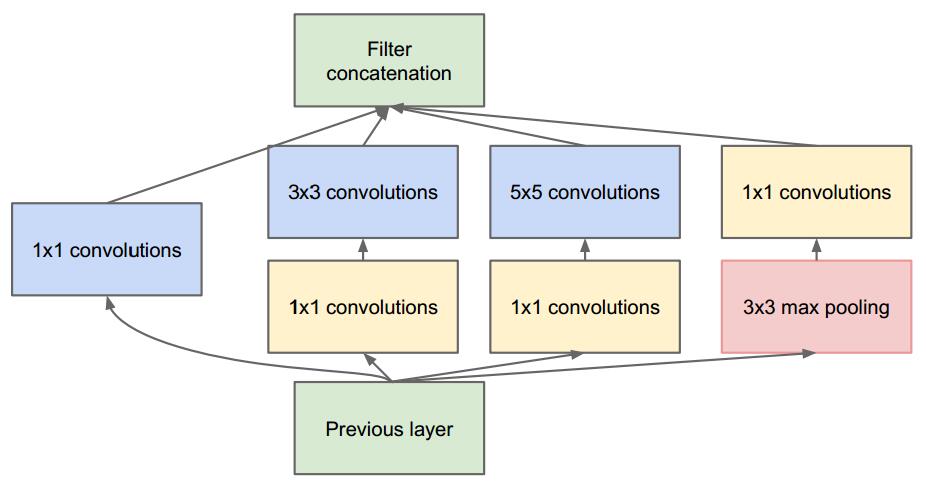 Filter
concatenation
3x3 convolutions
5x5 convolutions
1x1 convolutions
1x1 convolutions
1x1 convolutions
1x1 convolutions
3x3 max pooling
Previous layer